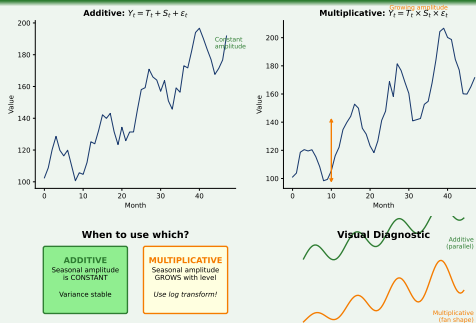 Growing amplitude
Additive: Yₜ = Tₜ + Sₜ + εₜ
Multiplicative: Yₜ = Tₜ × Sₜ × εₜ
Constant
amplitude
200
180
160
140
120
100
Value
0
10
20
30
40
Month
200
180
160
140
120
100
Value
0
10
20
30
40
Month
When to use which?
ADDITIVE
Seasonal amplitude
is CONSTANT
Variance stable
MULTIPLICATIVE
Seasonal amplitude
GROWS with level
Use log transform!
Visual Diagnostic
Additive
(parallel)
Multiplicative
(fan shape)